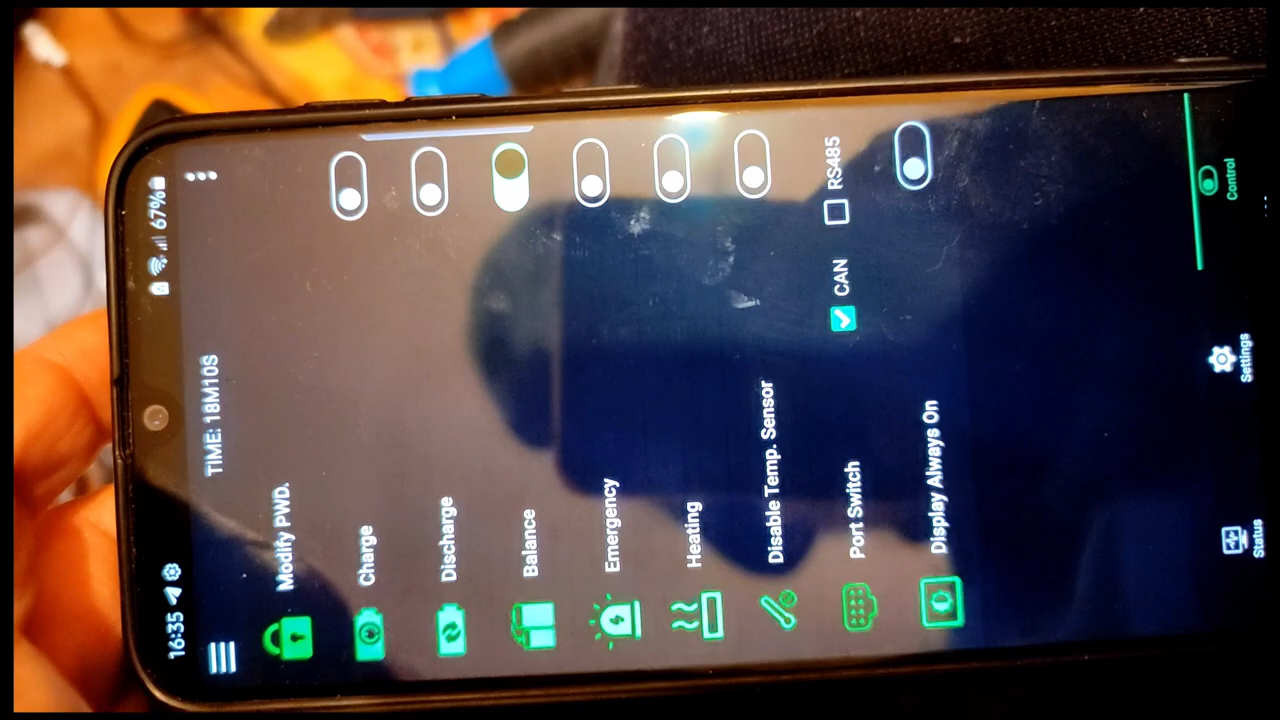 16:35 67%
TIME: 18M10S
Modify PWD.
Charge
Discharge
Balance
Emergency
Heating
Disable Temp. Sensor
Port Switch CAN RS485
Display Always On
Status Settings Control